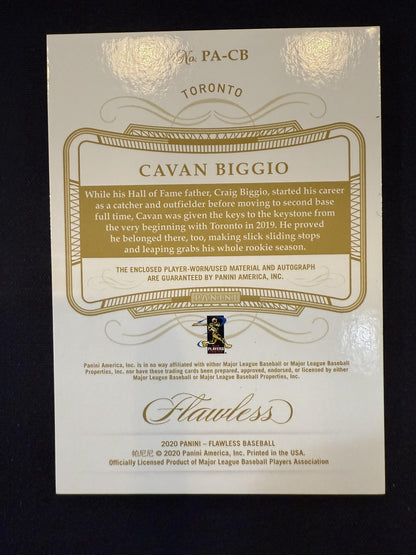 No. PA-CB
TORONTO
CAVAN BIGGIO
While his Hall of Fame father, Craig Biggio, started his career
as a catcher and outfielder before moving to second base
full time, Cavan was given the keys to the keystone from
the very beginning with Toronto in 2019. He proved
he belonged there, too, making slick sliding stops
and leaping grabs his whole rookie season.
THE ENCLOSED PLAYER-WORN/USED MATERIAL AND AUTOGRAPH
ARE GUARANTEED BY PANINI AMERICA, INC.
PANINI
PLAYERS
Panini America, Inc. is in no way affiliated with either Major League Baseball or Major League Baseball
Properties, Inc. nor have these trading cards been prepared, approved, endorsed, or licensed by either
Major League Baseball or Major League Baseball Properties, Inc.
Flawless
2020 PANINI – FLAWLESS BASEBALL
帕尼尼 © 2020 Panini America, Inc. Printed in the USA.
Officially Licensed Product of Major League Baseball Players Association